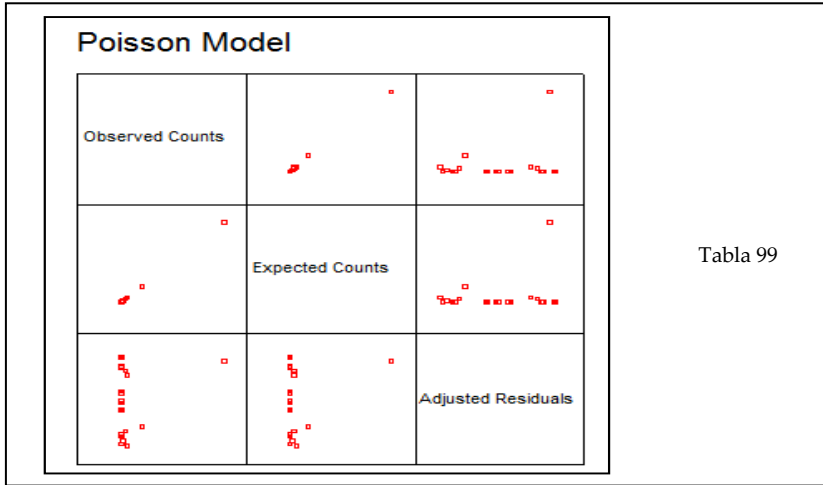 Poisson Model
Observed Counts
Expected Counts
Adjusted Residuals
Tabla 99